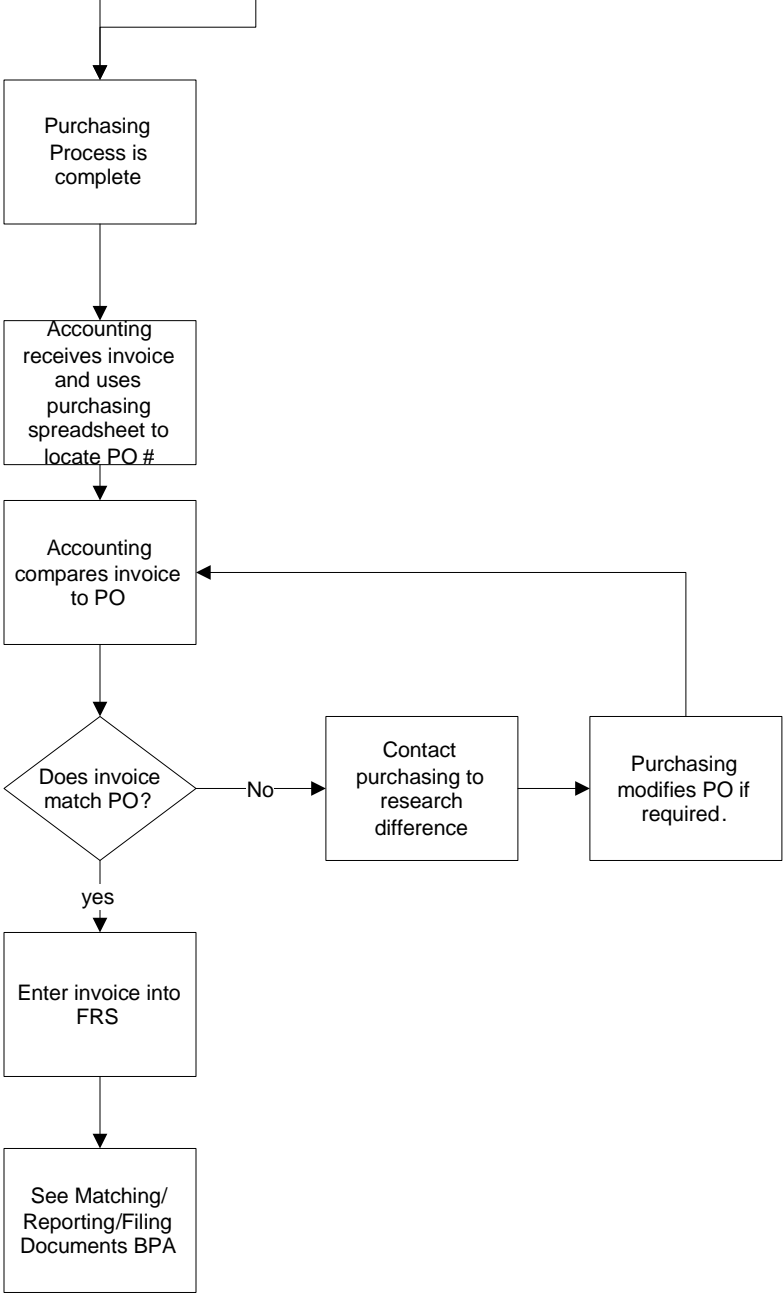 Purchasing
Process is
complete
Accounting
receives invoice
and uses
purchasing
spreadsheet to
locate PO #
Accounting
compares invoice
to PO
Does invoice
match PO?
No
Contact
purchasing to
research
difference
Purchasing
modifies PO if
required.
yes
Enter invoice into
FRS
See Matching/
Reporting/Filing
Documents BPA